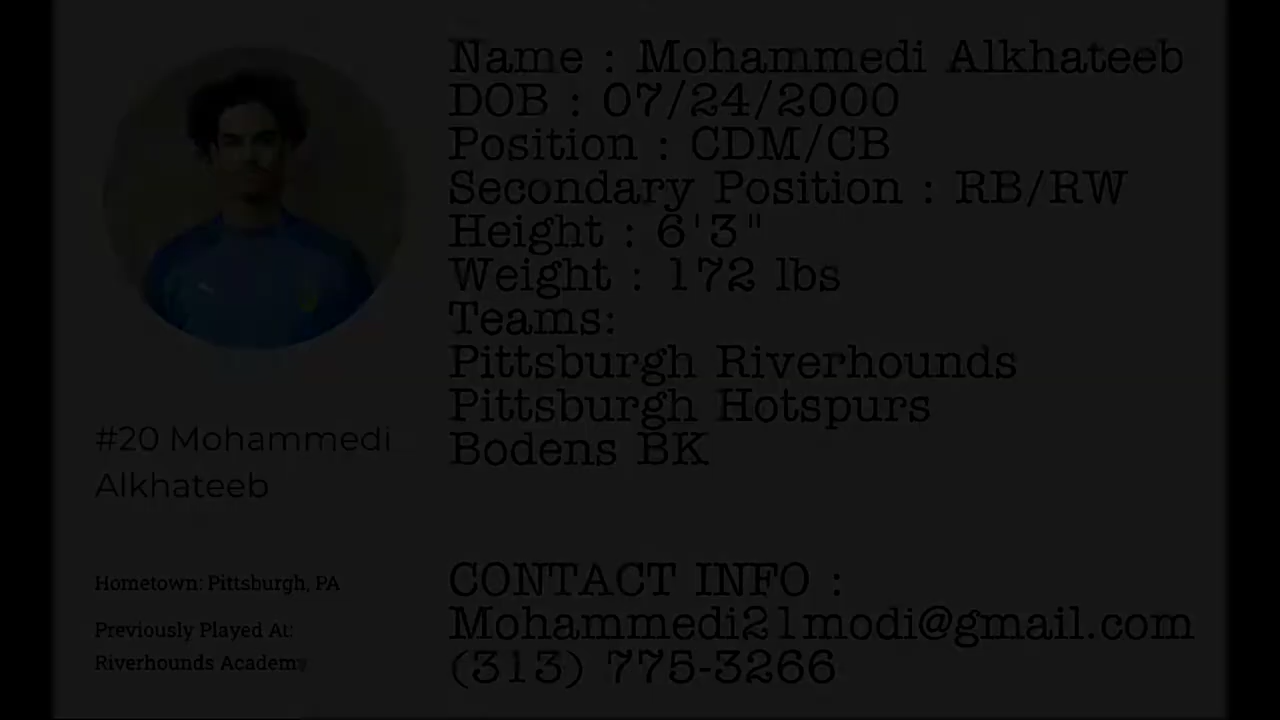 Name : Mohammedi Alkhateeb
DOB : 07/24/2000
Position : CDM/CB
Secondary Position : RB/RW
Height : 6'3"
Weight : 172 lbs
Teams:
Pittsburgh Riverhounds
Pittsburgh Hotspurs
Bodens BK
#20 Mohammedi
Alkhateeb
Hometown: Pittsburgh, PA
Previously Played At:
Riverhounds Academy
CONTACT INFO :
Mohammedi21modi@gmail.com
(313) 775-3266